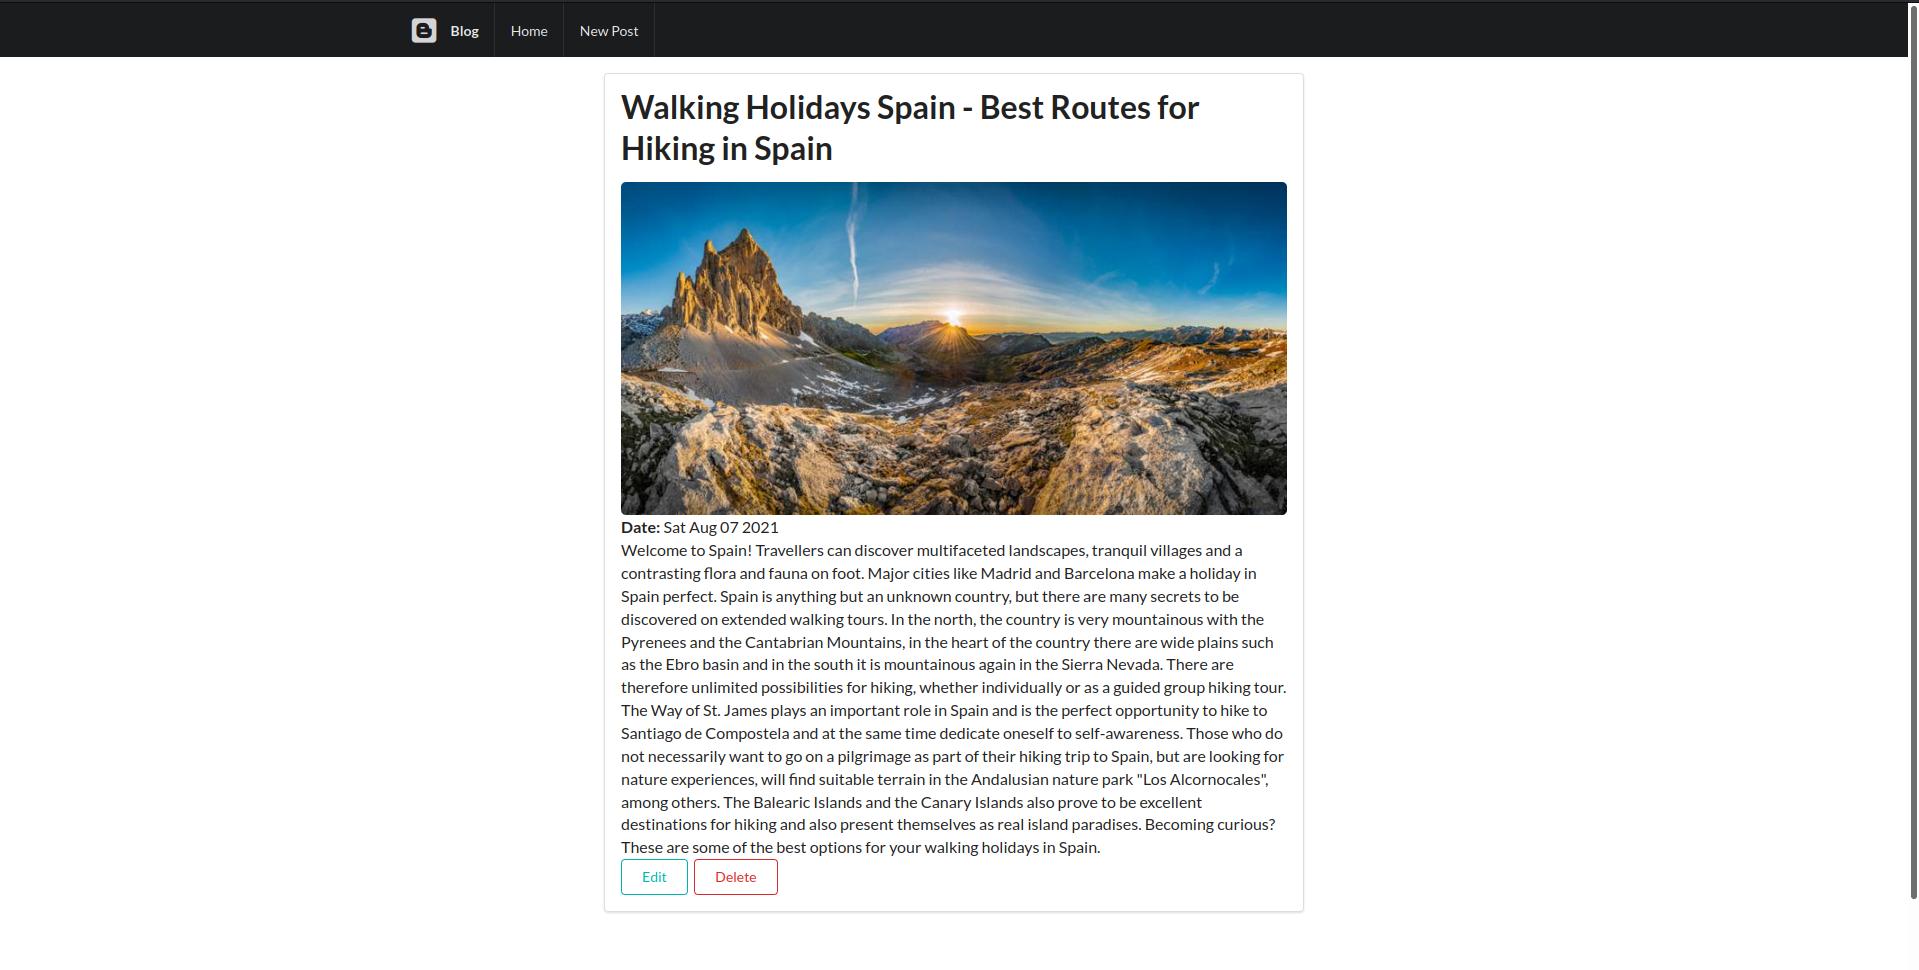 Blog
Home
New Post
Walking Holidays Spain - Best Routes for
Hiking in Spain
Date: Sat Aug 07 2021
Welcome to Spain! Travellers can discover multifaceted landscapes, tranquil villages and a
contrasting flora and fauna on foot. Major cities like Madrid and Barcelona make a holiday in
Spain perfect. Spain is anything but an unknown country, but there are many secrets to be
discovered on extended walking tours. In the north, the country is very mountainous with the
Pyrenees and the Cantabrian Mountains, in the heart of the country there are wide plains such
as the Ebro basin and in the south it is mountainous again in the Sierra Nevada. There are
therefore unlimited possibilities for hiking, whether individually or as a guided group hiking tour.
The Way of St. James plays an important role in Spain and is the perfect opportunity to hike to
Santiago de Compostela and at the same time dedicate oneself to self-awareness. Those who do
not necessarily want to go on a pilgrimage as part of their hiking trip to Spain, but are looking for
nature experiences, will find suitable terrain in the Andalusian nature park "Los Alcornocales",
among others. The Balearic Islands and the Canary Islands also prove to be excellent
destinations for hiking and also present themselves as real island paradises. Becoming curious?
These are some of the best options for your walking holidays in Spain.
Edit
Delete